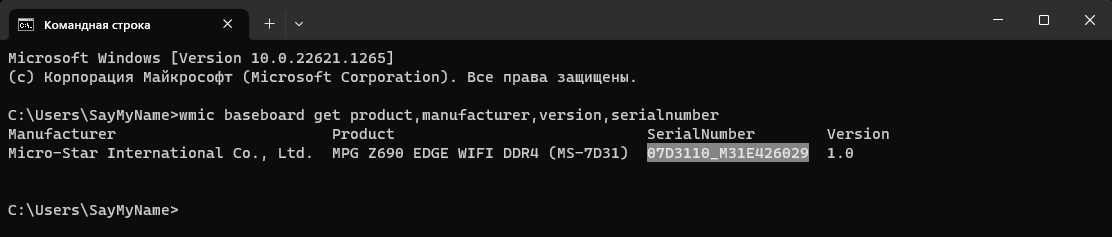 Командная строка
Microsoft Windows [Version 10.0.22621.1265]
(c) Корпорация Майкрософт (Microsoft Corporation). Все права защищены.
C:\Users\SayMyName>wmic baseboard get product,manufacturer,version,serialnumber
Manufacturer                        Product                            SerialNumber        Version
Micro-Star International Co., Ltd.  MPG Z690 EDGE WIFI DDR4 (MS-7D31)  07D3110_M31E426029  1.0
C:\Users\SayMyName>